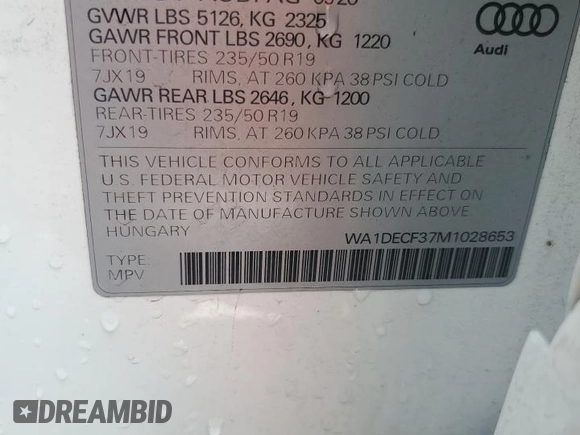 GVWR LBS 5126, KG 2325
GAWR FRONT LBS 2690, KG 1220
FRONT-TIRES 235/50 R19
7JX19 RIMS, AT 260 KPA 38 PSI COLD
GAWR REAR LBS 2646, KG 1200
REAR-TIRES 235/50 R19
7JX19 RIMS, AT 260 KPA 38 PSI COLD
Audi
THIS VEHICLE CONFORMS TO ALL APPLICABLE
U.S. FEDERAL MOTOR VEHICLE SAFETY AND
THEFT PREVENTION STANDARDS IN EFFECT ON
THE DATE OF MANUFACTURE SHOWN ABOVE
HUNGARY
WA1DECF37M1028653
TYPE:
MPV
DREAMBID